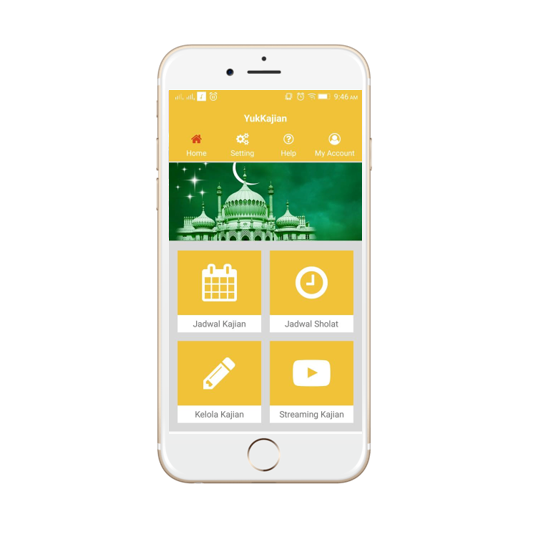 9:46 AM
YukKajian
Home Setting Help My Account
Jadwal Kajian Jadwal Sholat
Kelola Kajian Streaming Kajian